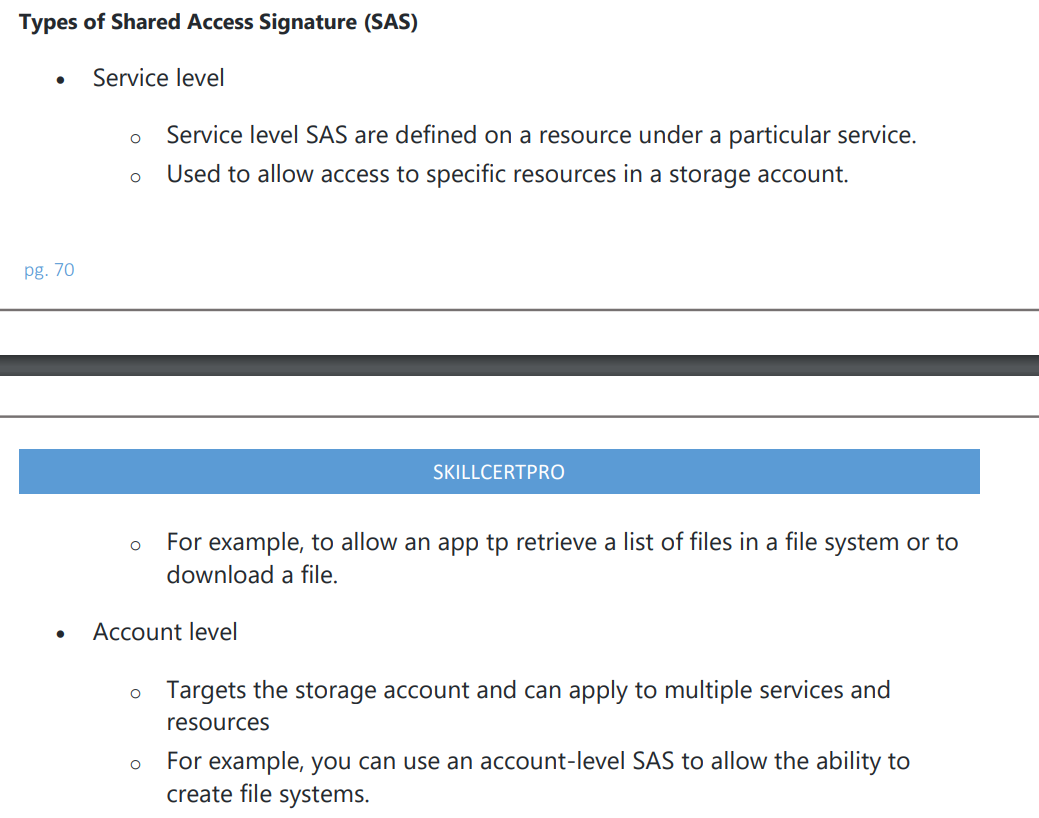 Types of Shared Access Signature (SAS)
• Service level
o Service level SAS are defined on a resource under a particular service.
o Used to allow access to specific resources in a storage account.
pg. 70
SKILLCERTPRO
o For example, to allow an app tp retrieve a list of files in a file system or to
download a file.
• Account level
o Targets the storage account and can apply to multiple services and
resources
o For example, you can use an account-level SAS to allow the ability to
create file systems.